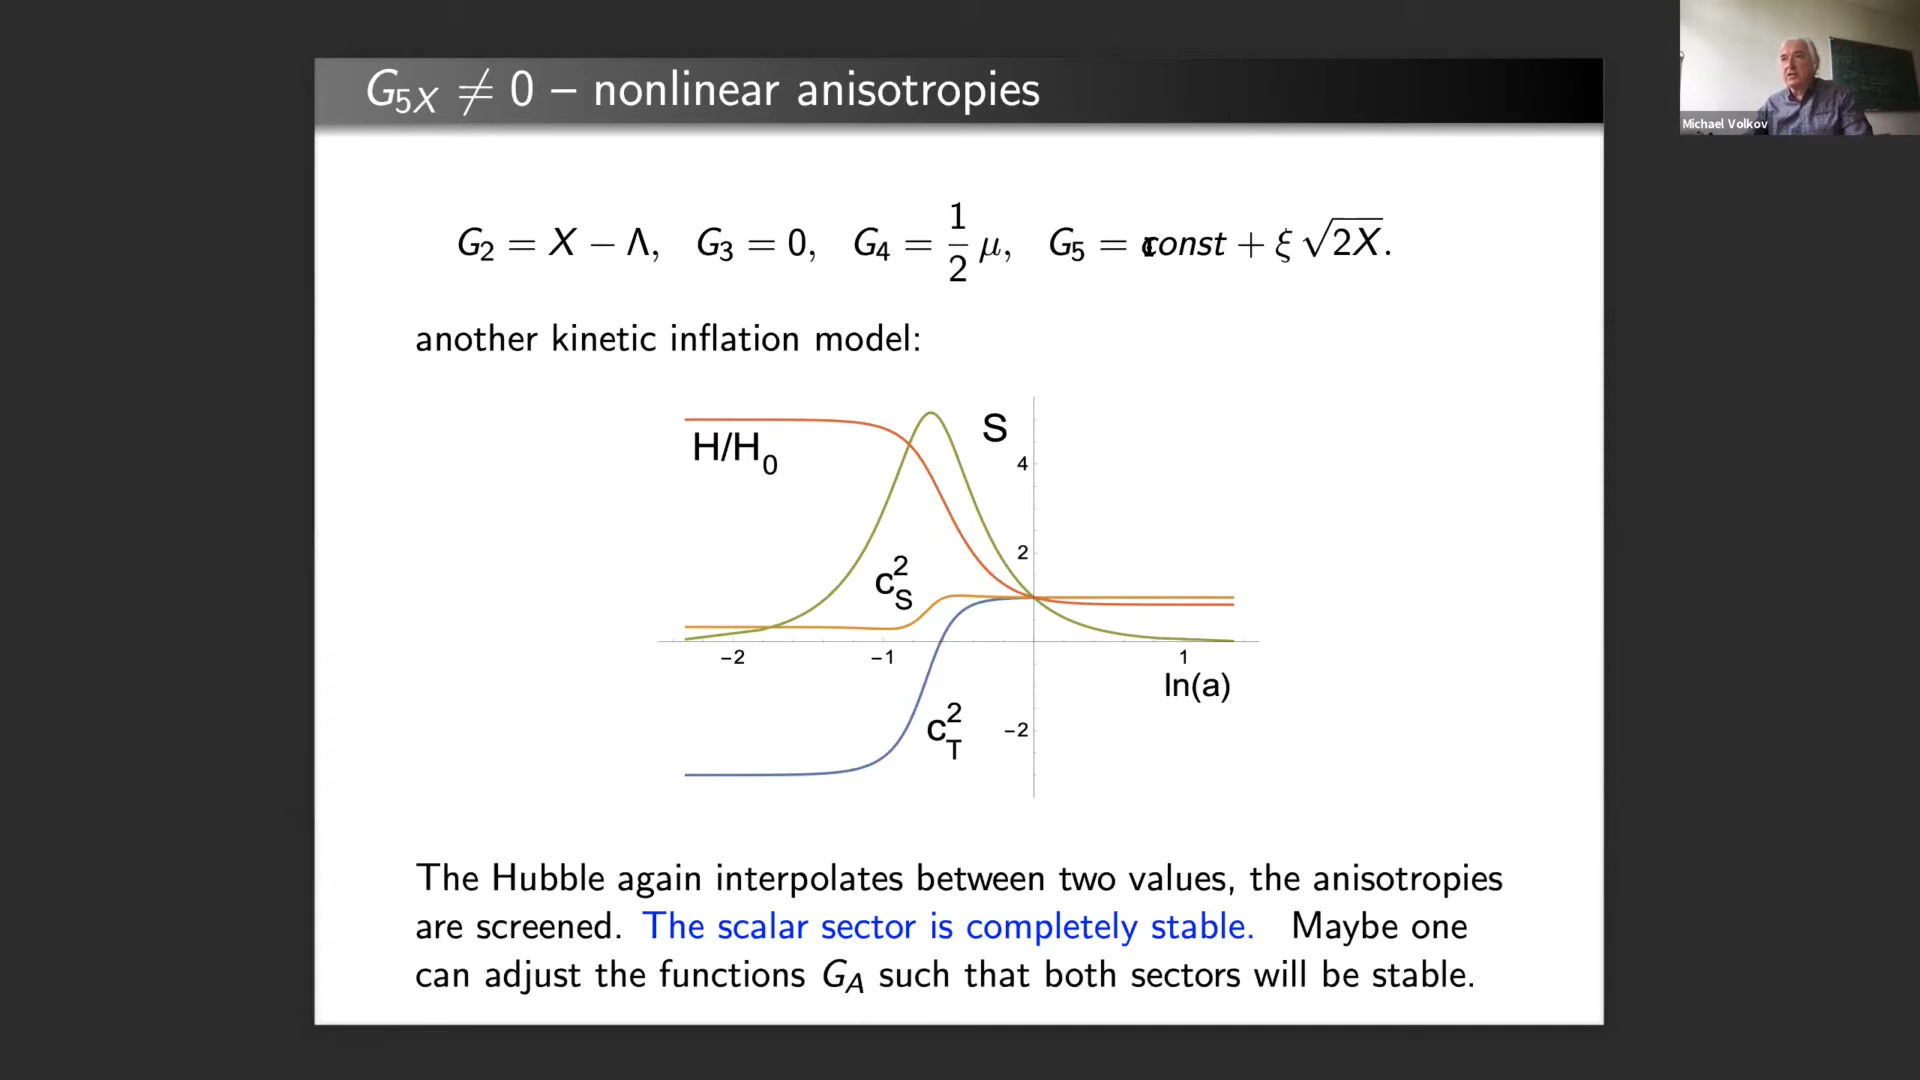 G₅X ≠ 0 – nonlinear anisotropies
Michael Volkov
G₂ = X − Λ, G₃ = 0, G₄ = 1/2 μ, G₅ = const + ξ √2X.
another kinetic inflation model:
S
H/H₀
4
2
c²S
−2
−1
1
ln(a)
c²T
−2
The Hubble again interpolates between two values, the anisotropies
are screened. The scalar sector is completely stable. Maybe one
can adjust the functions G_A such that both sectors will be stable.